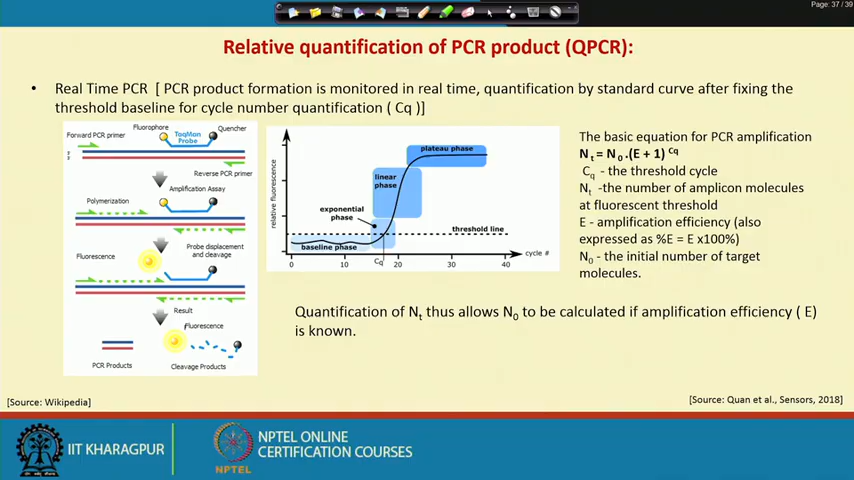 Page: 37 / 39
Relative quantification of PCR product (QPCR):
• Real Time PCR [ PCR product formation is monitored in real time, quantification by standard curve after fixing the
threshold baseline for cycle number quantification ( Cq )]
Forward PCR primer
Fluorophore
TaqMan
Probe
Quencher
Reverse PCR primer
Amplification Assay
Polymerization
Probe displacement
and cleavage
Fluorescence
Result
Fluorescence
PCR Products
Cleavage Products
relative fluorescence
plateau phase
linear
phase
exponential
phase
threshold line
baseline phase
cycle #
0 10 Cq 20 30 40
The basic equation for PCR amplification
Nt = N0 .(E + 1) Cq
Cq - the threshold cycle
Nt -the number of amplicon molecules
at fluorescent threshold
E - amplification efficiency (also
expressed as %E = E x100%)
N0 - the initial number of target
molecules.
Quantification of Nt thus allows N0 to be calculated if amplification efficiency ( E)
is known.
[Source: Wikipedia]
[Source: Quan et al., Sensors, 2018]
IIT KHARAGPUR
NPTEL
NPTEL ONLINE
CERTIFICATION COURSES